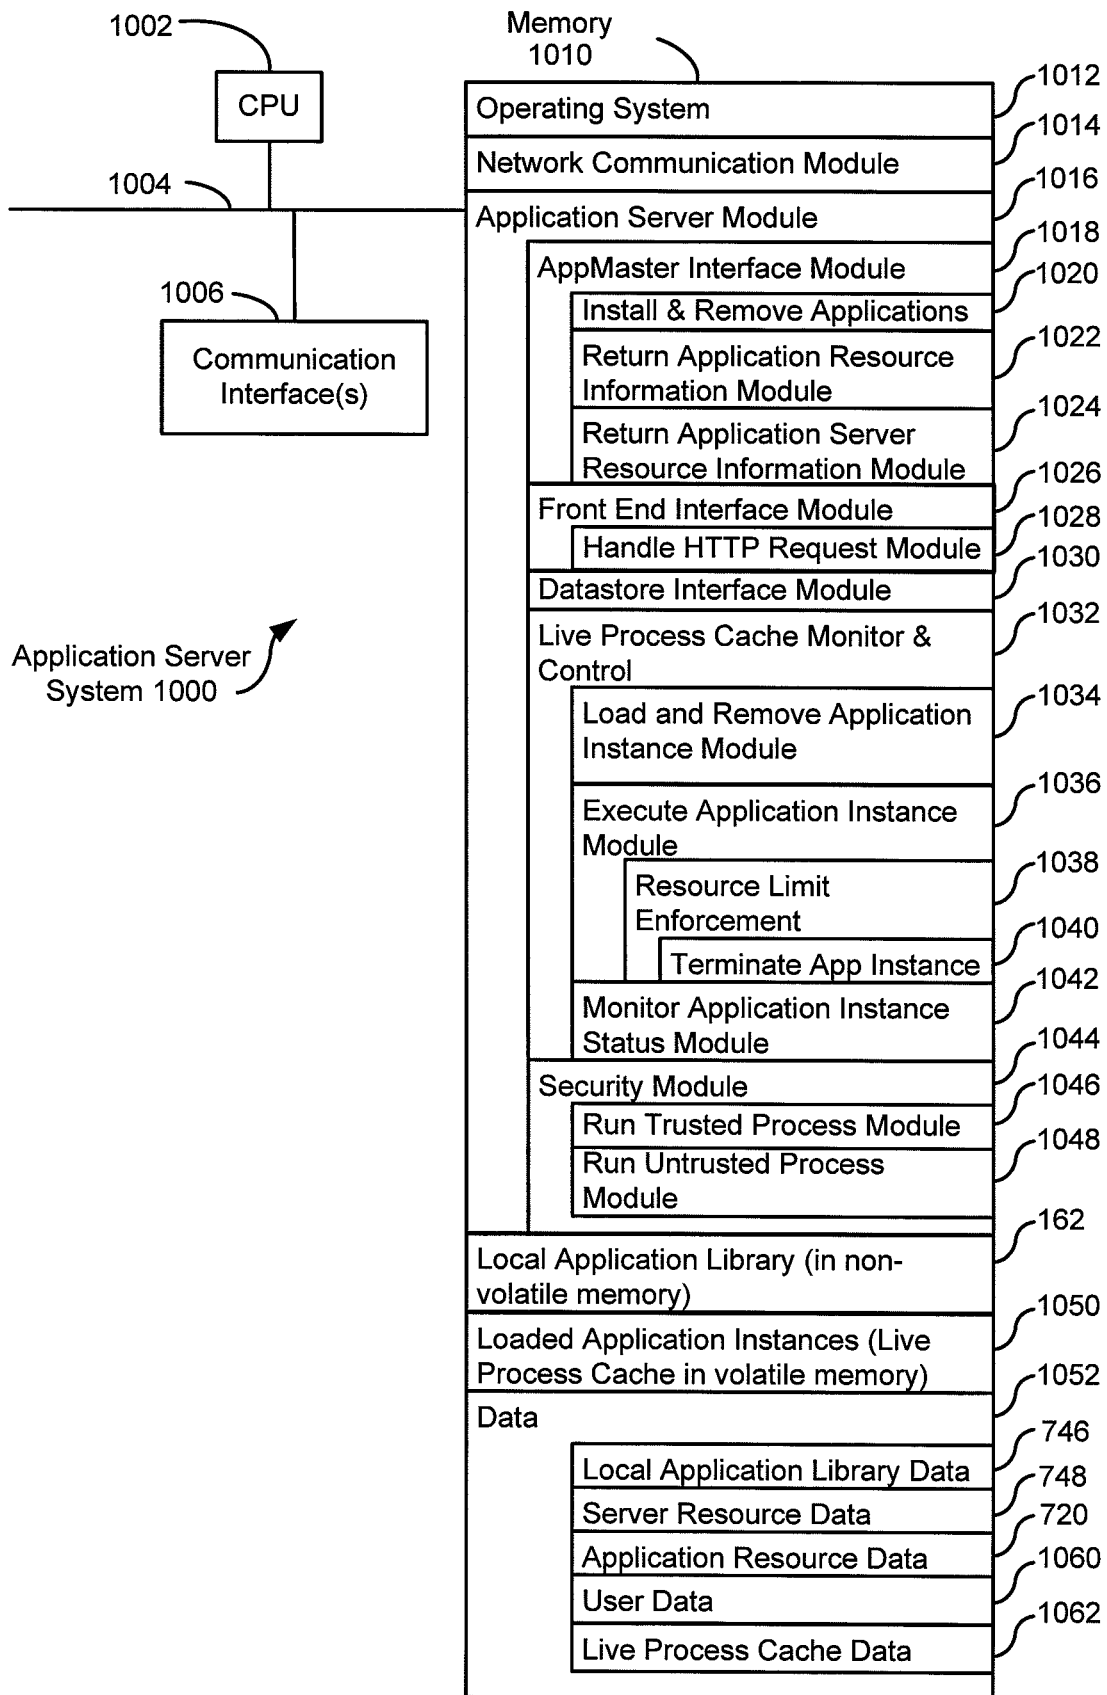 1002
CPU
1004
1006
Communication
Interface(s)
Application Server
System 1000
Memory
1010
Operating System
1012
Network Communication Module
1014
Application Server Module
1016
AppMaster Interface Module
1018
Install & Remove Applications
1020
Return Application Resource
Information Module
1022
Return Application Server
Resource Information Module
1024
Front End Interface Module
1026
Handle HTTP Request Module
1028
Datastore Interface Module
1030
Live Process Cache Monitor &
Control
1032
Load and Remove Application
Instance Module
1034
Execute Application Instance
Module
1036
Resource Limit
Enforcement
1038
Terminate App Instance
1040
Monitor Application Instance
Status Module
1042
Security Module
1044
Run Trusted Process Module
1046
Run Untrusted Process
Module
1048
Local Application Library (in non-
volatile memory)
162
Loaded Application Instances (Live
Process Cache in volatile memory)
1050
Data
1052
Local Application Library Data
746
Server Resource Data
748
Application Resource Data
720
User Data
1060
Live Process Cache Data
1062